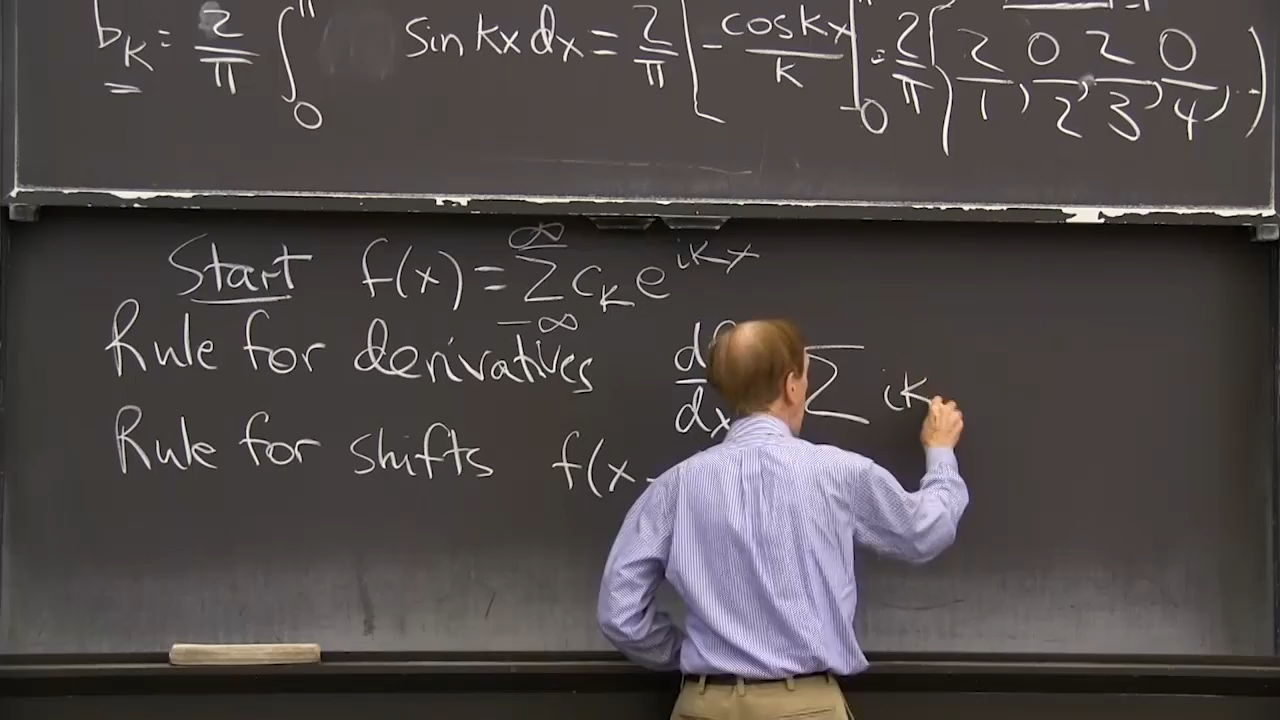 b_k = 2/π ∫_0^π sin kx dx = 2/π [ -cos kx / k ]_0^π = 2/π { 2/1, 0/2, 2/3, 0/4, ... )
Start f(x) = ∑_{-∞}^{∞} c_k e^{ikx}
Rule for derivatives df/dx ∑ ik
Rule for shifts f(x -